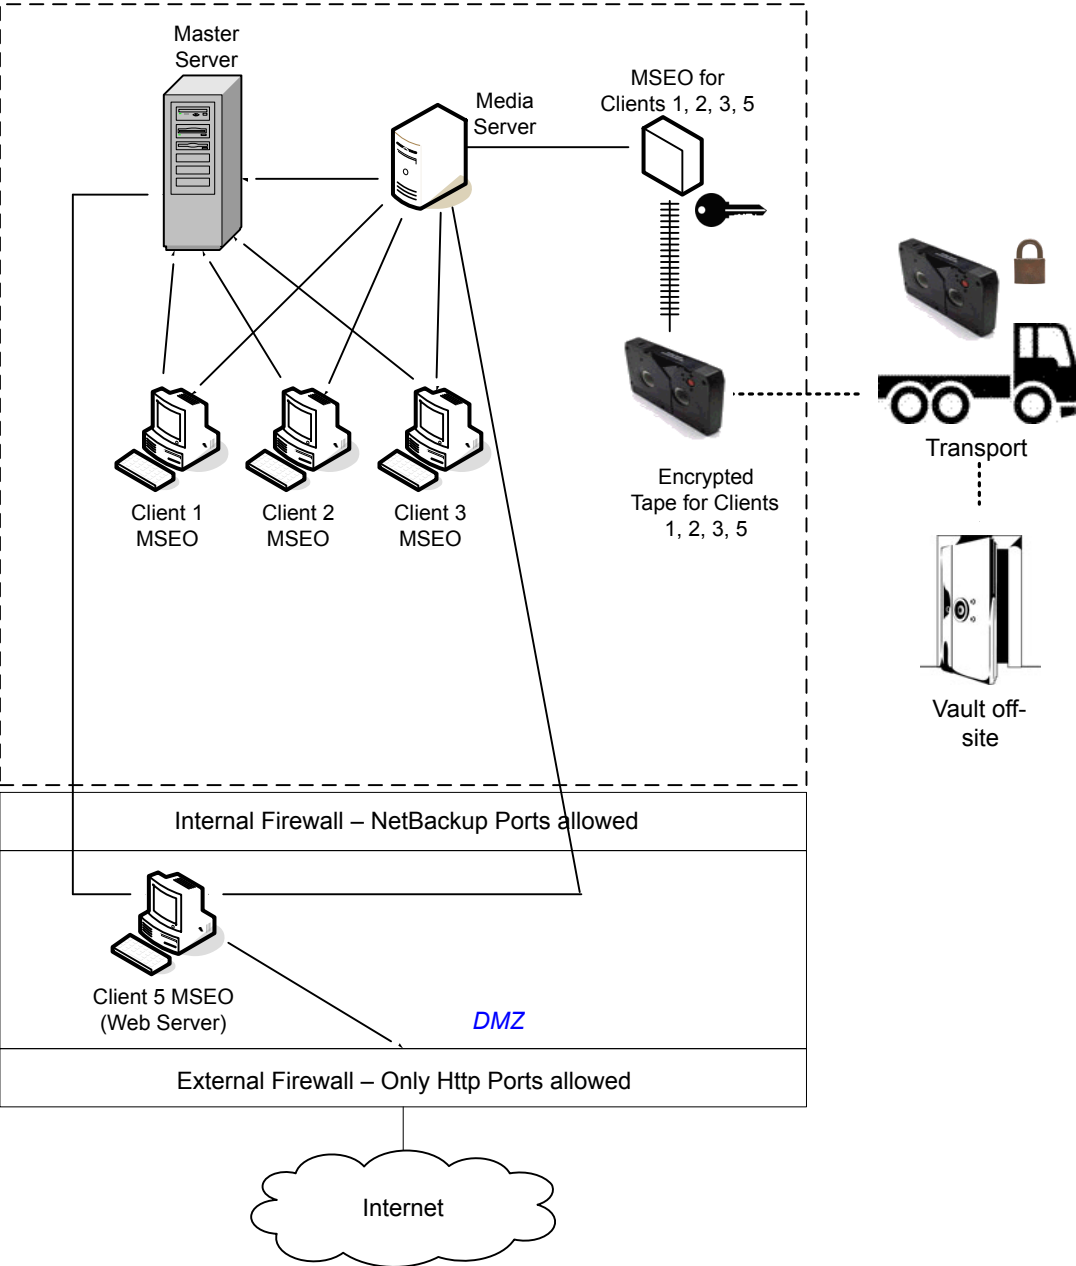 Master
Server
Media
Server
MSEO for
Clients 1, 2, 3, 5
Client 1
MSEO
Client 2
MSEO
Client 3
MSEO
Encrypted
Tape for Clients
1, 2, 3, 5
Transport
Vault off-
site
Internal Firewall – NetBackup Ports allowed
Client 5 MSEO
(Web Server)
DMZ
External Firewall – Only Http Ports allowed
Internet